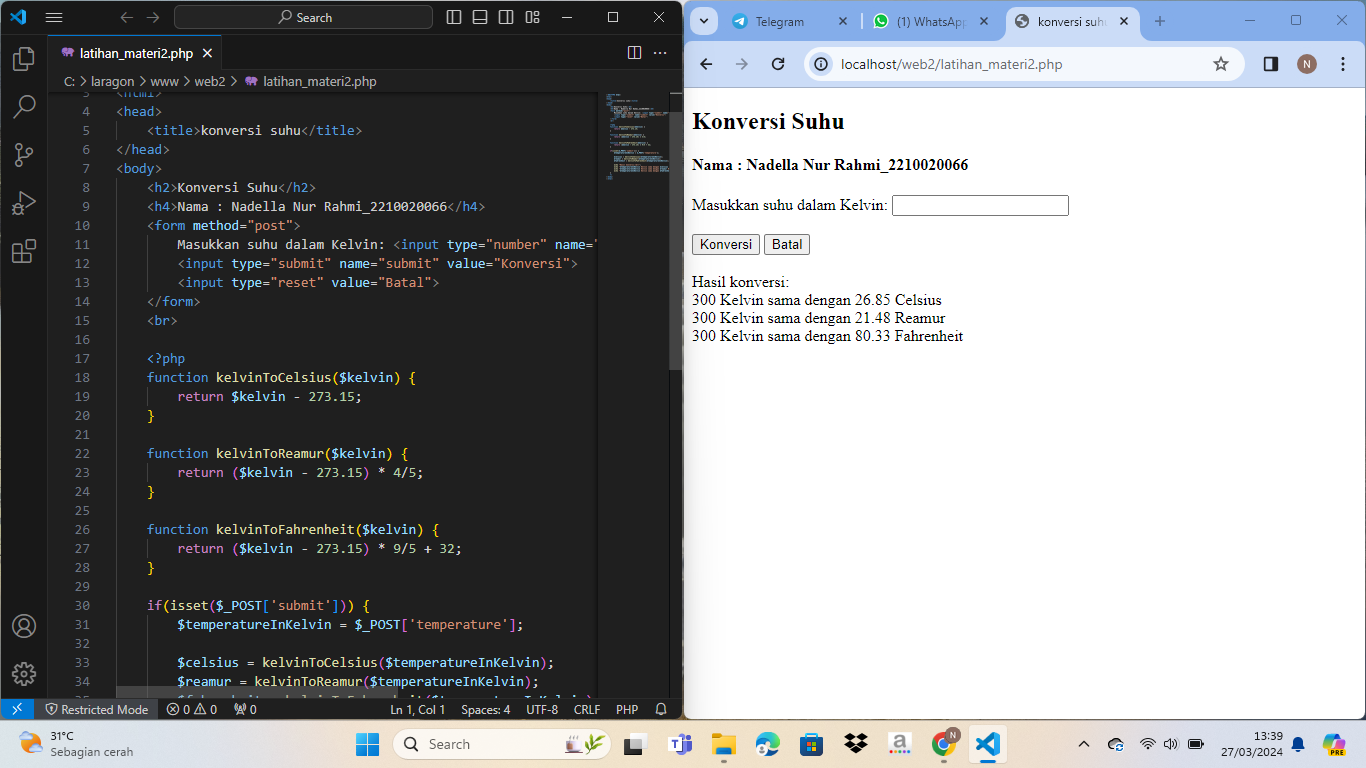 Search
latihan_materi2.php
C: > laragon > www > web2 > latihan_materi2.php
3 <html>
4 <head>
5 <title>konversi suhu</title>
6 </head>
7 <body>
8 <h2>Konversi Suhu</h2>
9 <h4>Nama : Nadella Nur Rahmi_2210020066</h4>
10 <form method="post">
11 Masukkan suhu dalam Kelvin: <input type="number" name="
12 <input type="submit" name="submit" value="Konversi">
13 <input type="reset" value="Batal">
14 </form>
15 <br>
16
17 <?php
18 function kelvinToCelsius($kelvin) {
19 return $kelvin - 273.15;
20 }
21
22 function kelvinToReamur($kelvin) {
23 return ($kelvin - 273.15) * 4/5;
24 }
25
26 function kelvinToFahrenheit($kelvin) {
27 return ($kelvin - 273.15) * 9/5 + 32;
28 }
29
30 if(isset($_POST['submit'])) {
31 $temperatureInKelvin = $_POST['temperature'];
32
33 $celsius = kelvinToCelsius($temperatureInKelvin);
34 $reamur = kelvinToReamur($temperatureInKelvin);
Restricted Mode 0 0 0 Ln 1, Col 1 Spaces: 4 UTF-8 CRLF PHP
Telegram (1) WhatsApp konversi suhu
localhost/web2/latihan_materi2.php N
Konversi Suhu
Nama : Nadella Nur Rahmi_2210020066
Masukkan suhu dalam Kelvin:
Konversi Batal
Hasil konversi:
300 Kelvin sama dengan 26.85 Celsius
300 Kelvin sama dengan 21.48 Reamur
300 Kelvin sama dengan 80.33 Fahrenheit
31°C
Sebagian cerah
Search
a
N
PRE
13:39
27/03/2024